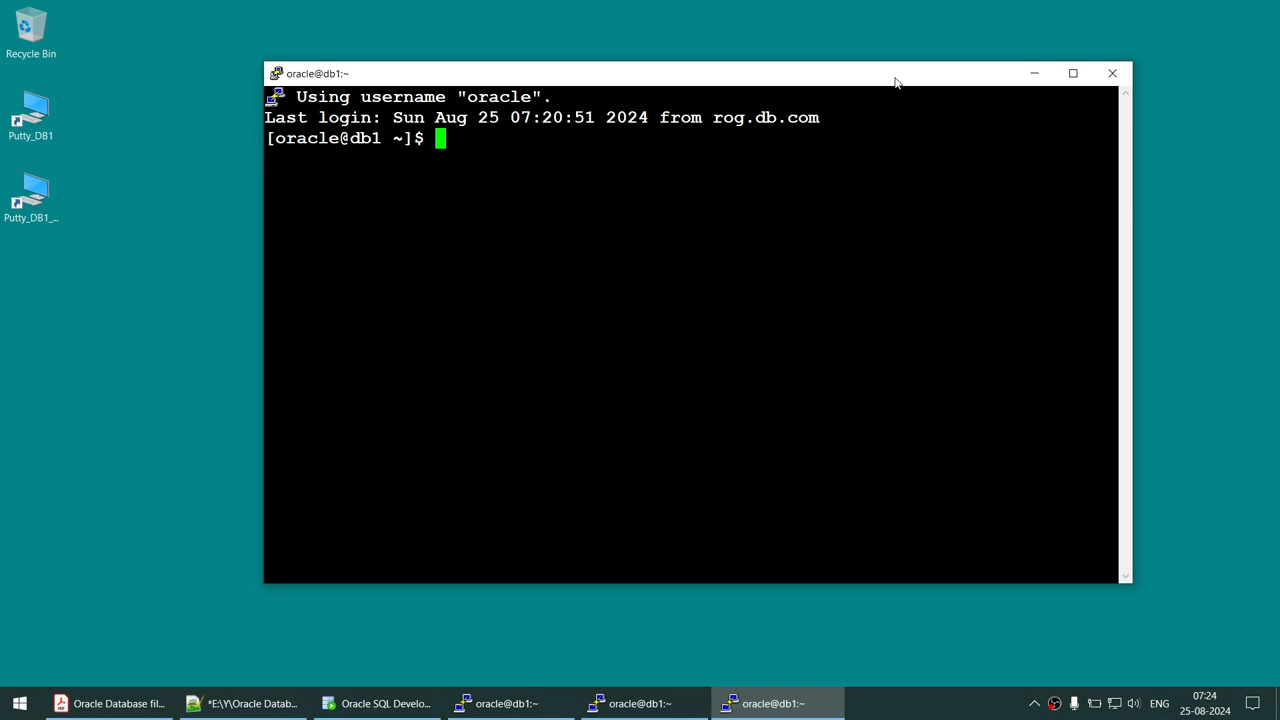 Recycle Bin
Putty_DB1
Putty_DB1_...
oracle@db1:~
Using username "oracle".
Last login: Sun Aug 25 07:20:51 2024 from rog.db.com
[oracle@db1 ~]$
Oracle Database fil...
*E:\Y\Oracle Datab...
Oracle SQL Develo...
oracle@db1:~
oracle@db1:~
oracle@db1:~
ENG
07:24
25-08-2024